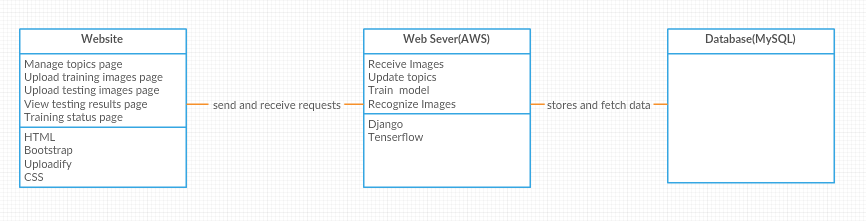 Website
Manage topics page
Upload training images page
Upload testing images page
View testing results page
Training status page
HTML
Bootstrap
Uploadify
CSS
send and receive requests
Web Sever(AWS)
Receive Images
Update topics
Train model
Recognize Images
Django
Tenserflow
stores and fetch data
Database(MySQL)